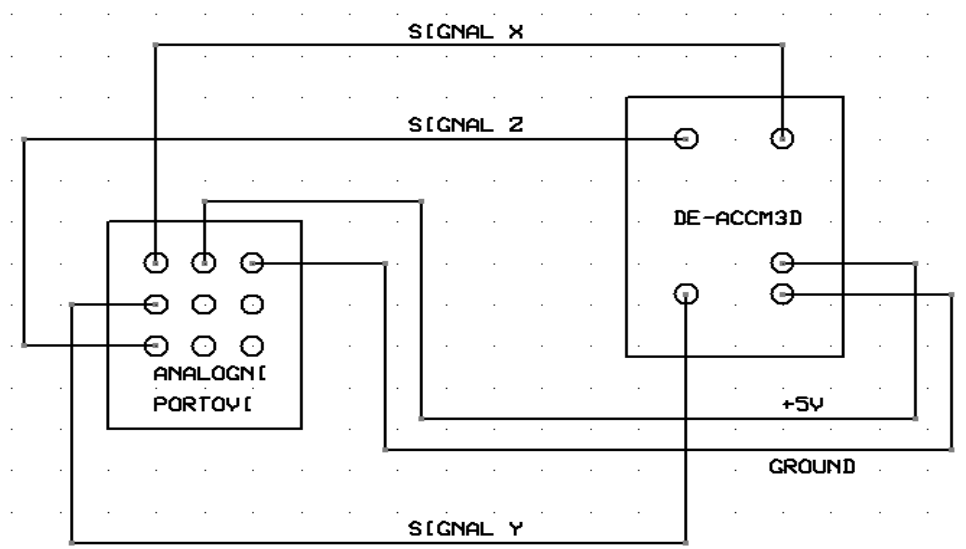 SIGNAL X
SIGNAL Z
DE-ACCM3D
ANALOGNI
PORTOVI
+5V
GROUND
SIGNAL Y